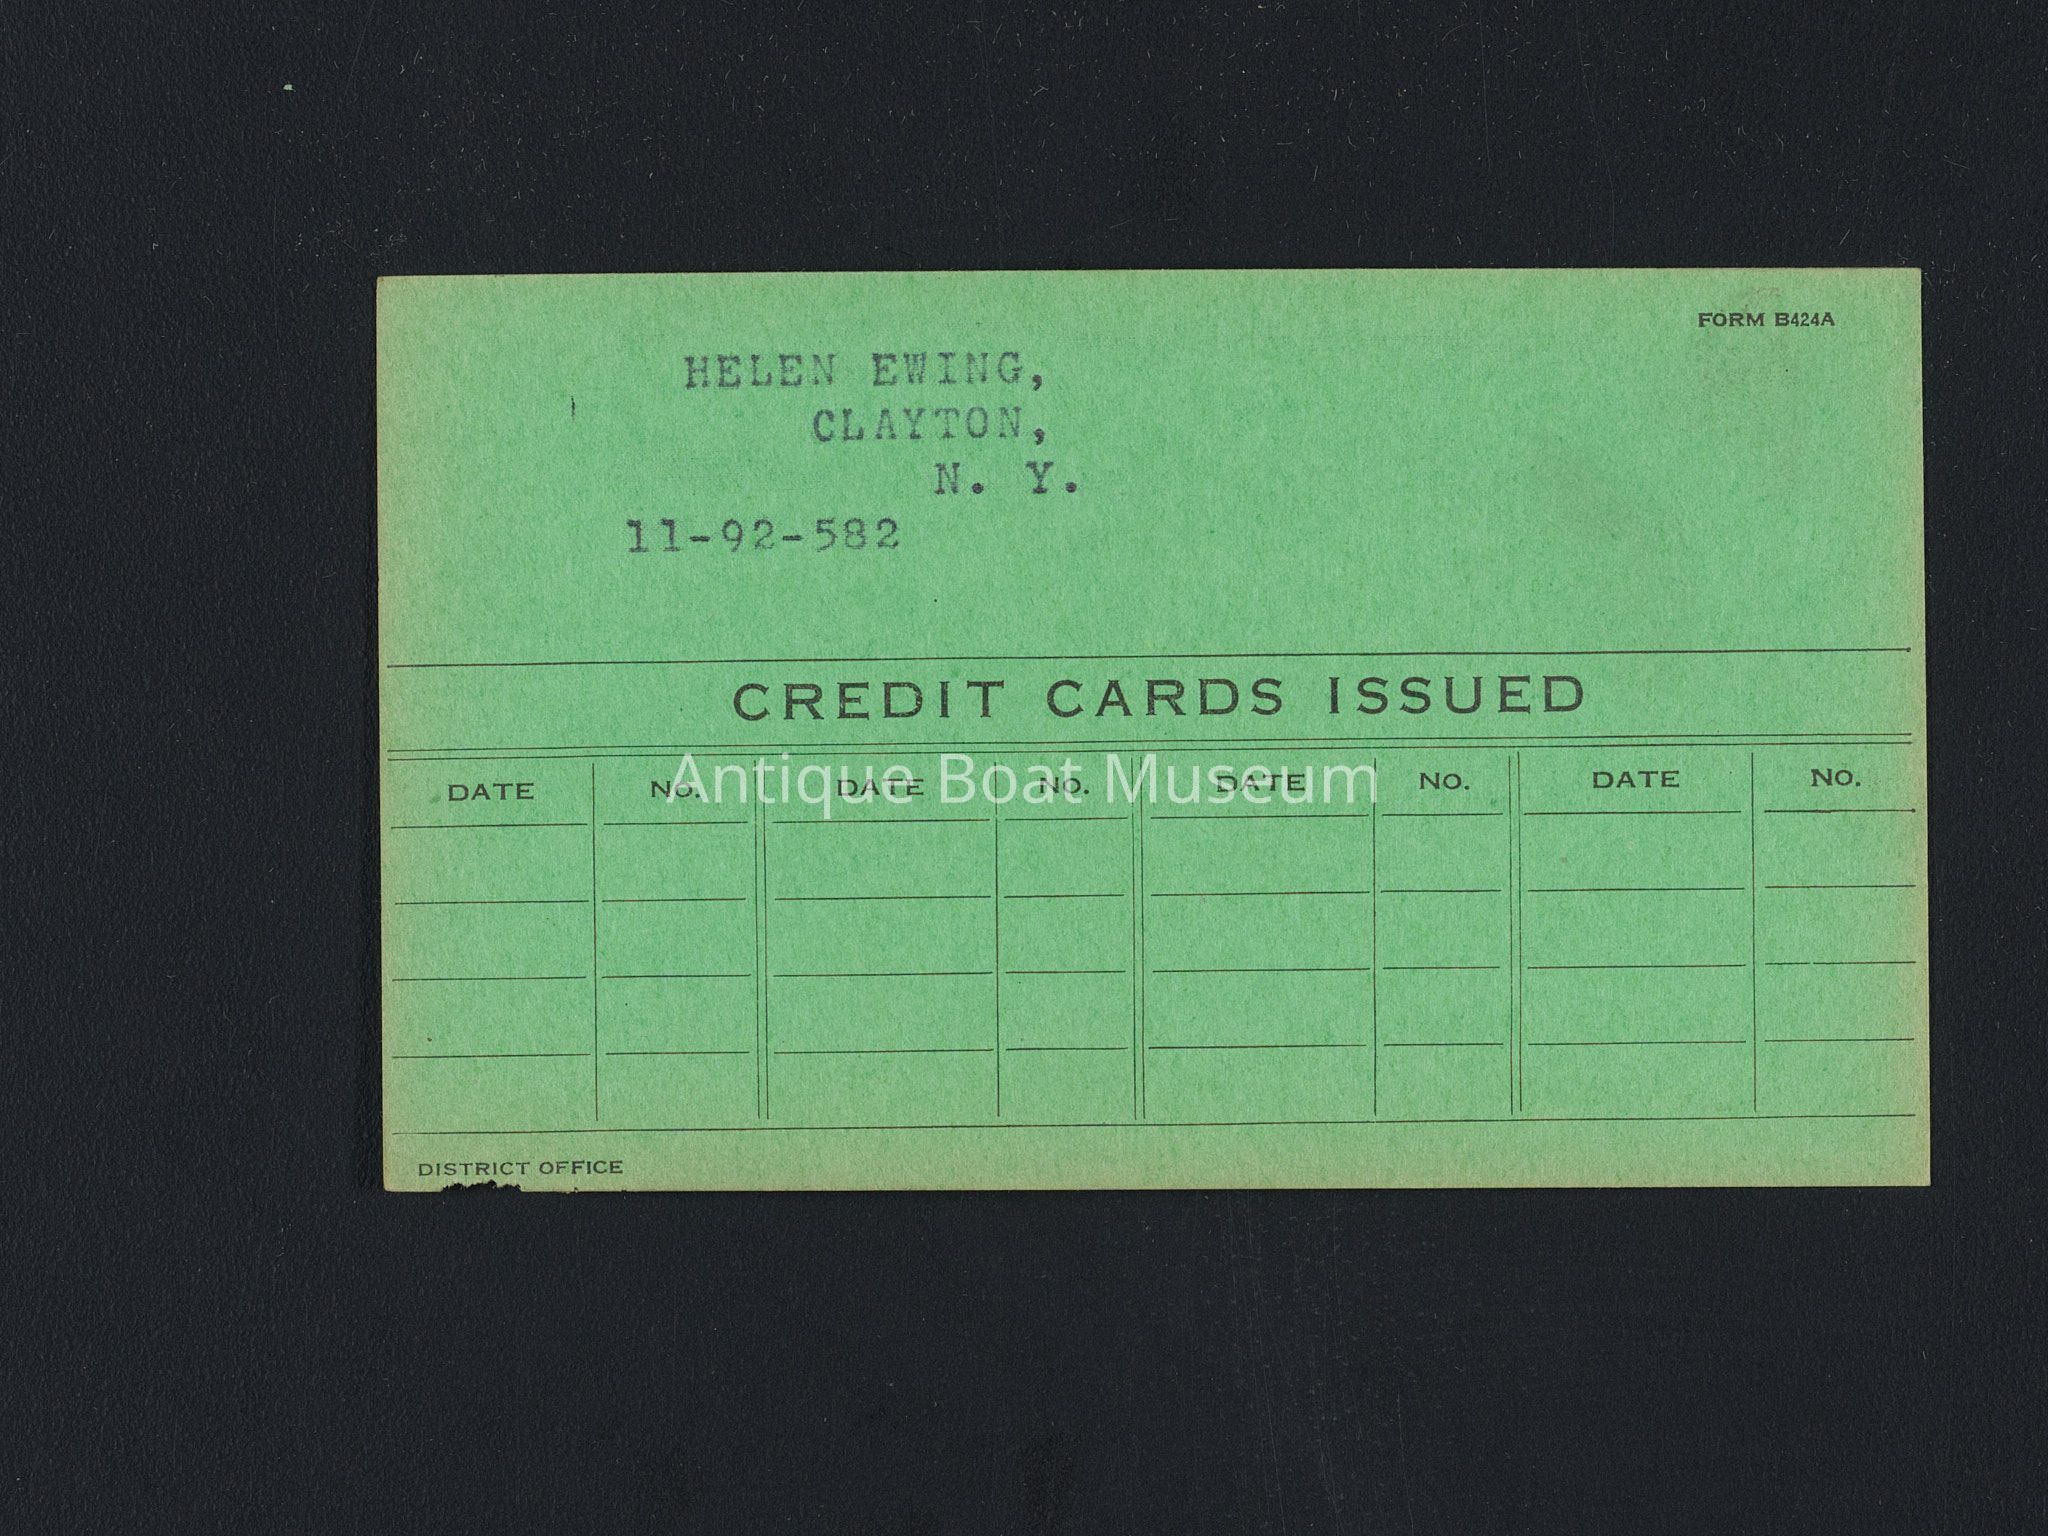 FORM B424A
HELEN EWING,
CLAYTON,
N. Y.
11-92-582
CREDIT CARDS ISSUED
DATE NO. DATE NO. DATE NO. DATE NO.
Antique Boat Museum
DISTRICT OFFICE